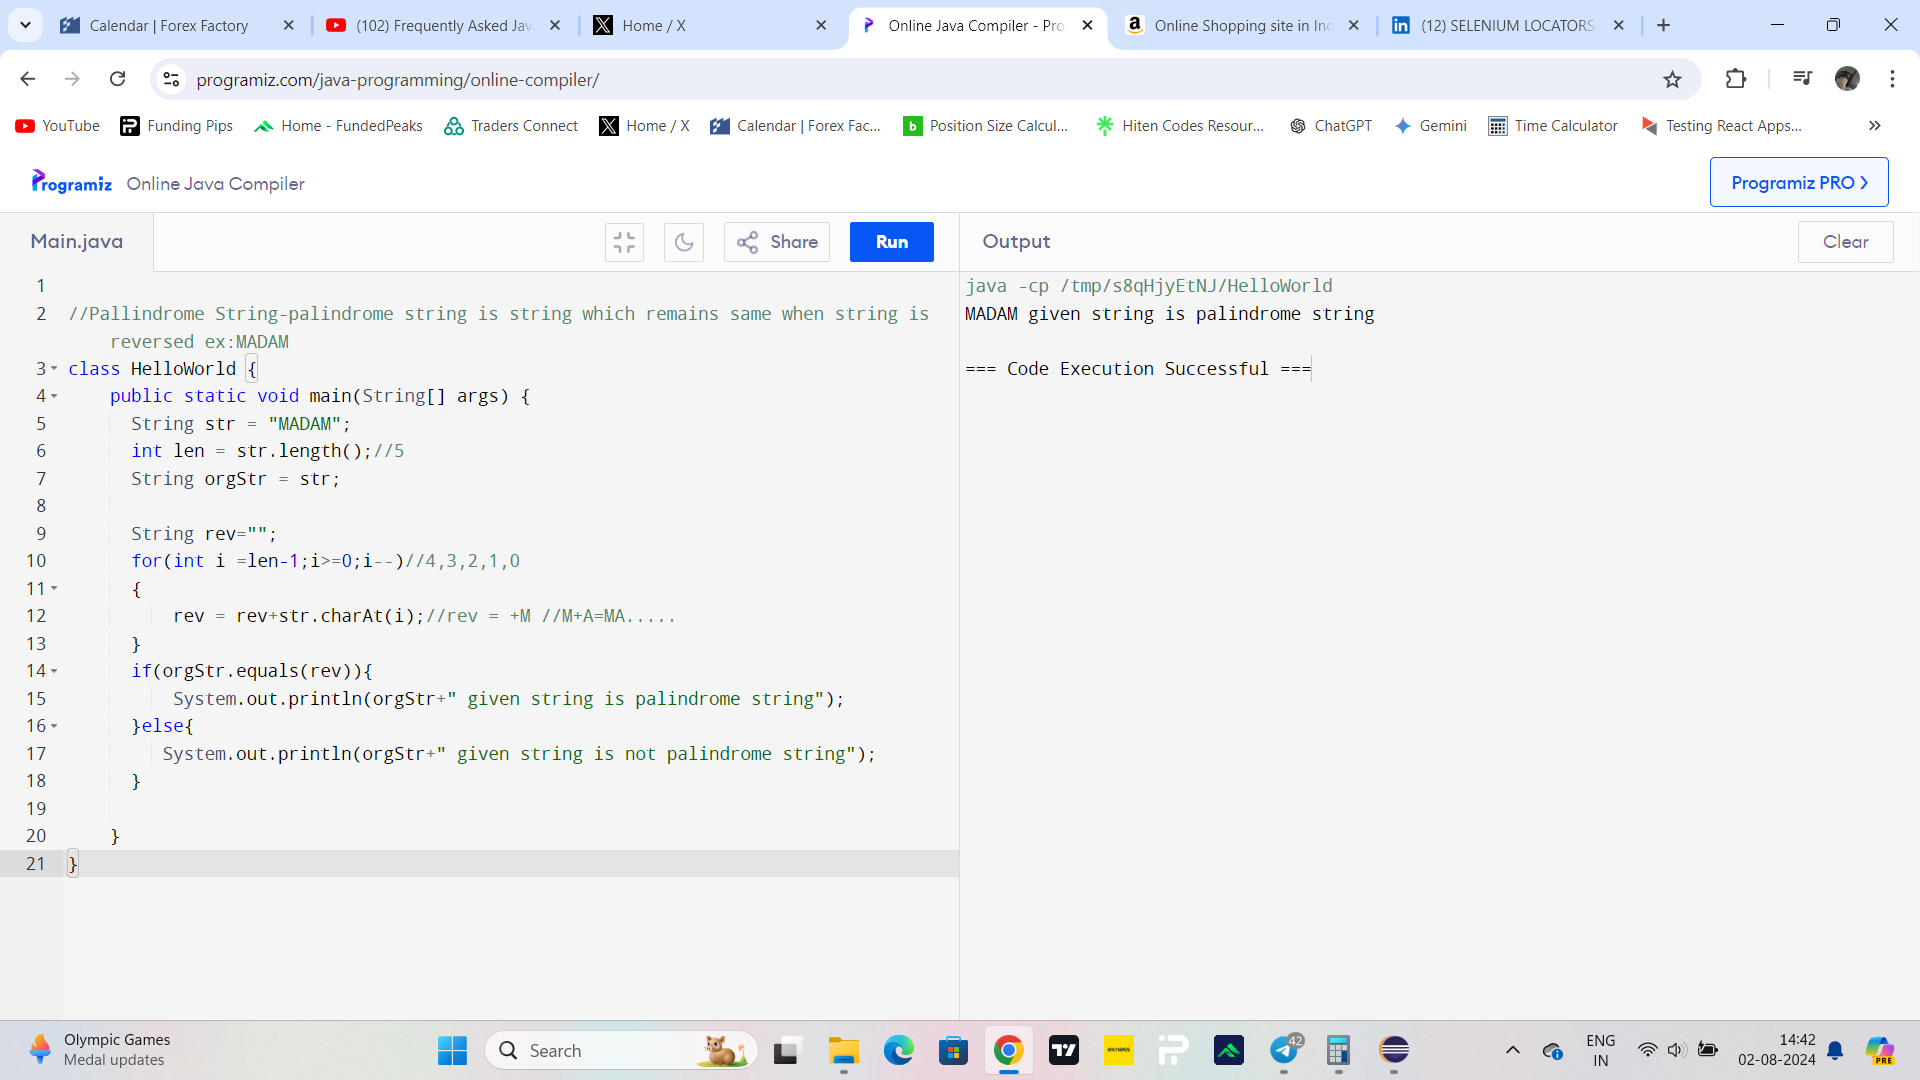 Calendar | Forex Factory
(102) Frequently Asked Jav
Home / X
Online Java Compiler - Pro
Online Shopping site in Inc
(12) SELENIUM LOCATORS
programiz.com/java-programming/online-compiler/
YouTube
Funding Pips
Home - FundedPeaks
Traders Connect
Home / X
Calendar | Forex Fac...
Position Size Calcul...
Hiten Codes Resour...
ChatGPT
Gemini
Time Calculator
Testing React Apps...
Programiz
Online Java Compiler
Programiz PRO
Main.java
Share
Run
Output
Clear
1
2 //Pallindrome String-palindrome string is string which remains same when string is
reversed ex:MADAM
3 class HelloWorld {
4 public static void main(String[] args) {
5 String str = "MADAM";
6 int len = str.length();//5
7 String orgStr = str;
8
9 String rev="";
10 for(int i =len-1;i>=0;i--)//4,3,2,1,0
11 {
12 rev = rev+str.charAt(i);//rev = +M //M+A=MA.....
13 }
14 if(orgStr.equals(rev)){
15 System.out.println(orgStr+" given string is palindrome string");
16 }else{
17 System.out.println(orgStr+" given string is not palindrome string");
18 }
19
20 }
21 }
java -cp /tmp/s8qHjyEtNJ/HelloWorld
MADAM given string is palindrome string
=== Code Execution Successful ===
Olympic Games
Medal updates
Search
exness
42
ENG
IN
14:42
02-08-2024
PRE